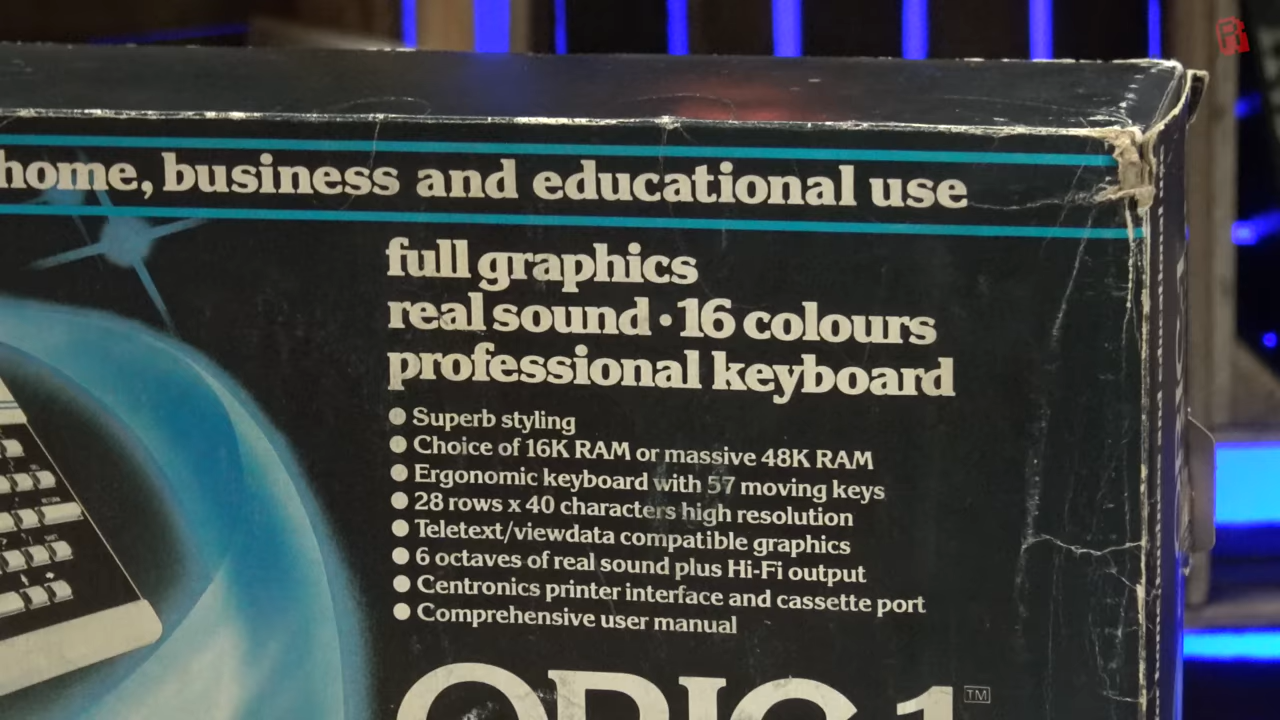 home, business and educational use
full graphics
real sound · 16 colours
professional keyboard
● Superb styling
● Choice of 16K RAM or massive 48K RAM
● Ergonomic keyboard with 57 moving keys
● 28 rows x 40 characters high resolution
● Teletext/viewdata compatible graphics
● 6 octaves of real sound plus Hi-Fi output
● Centronics printer interface and cassette port
● Comprehensive user manual
ORIC 1 TM